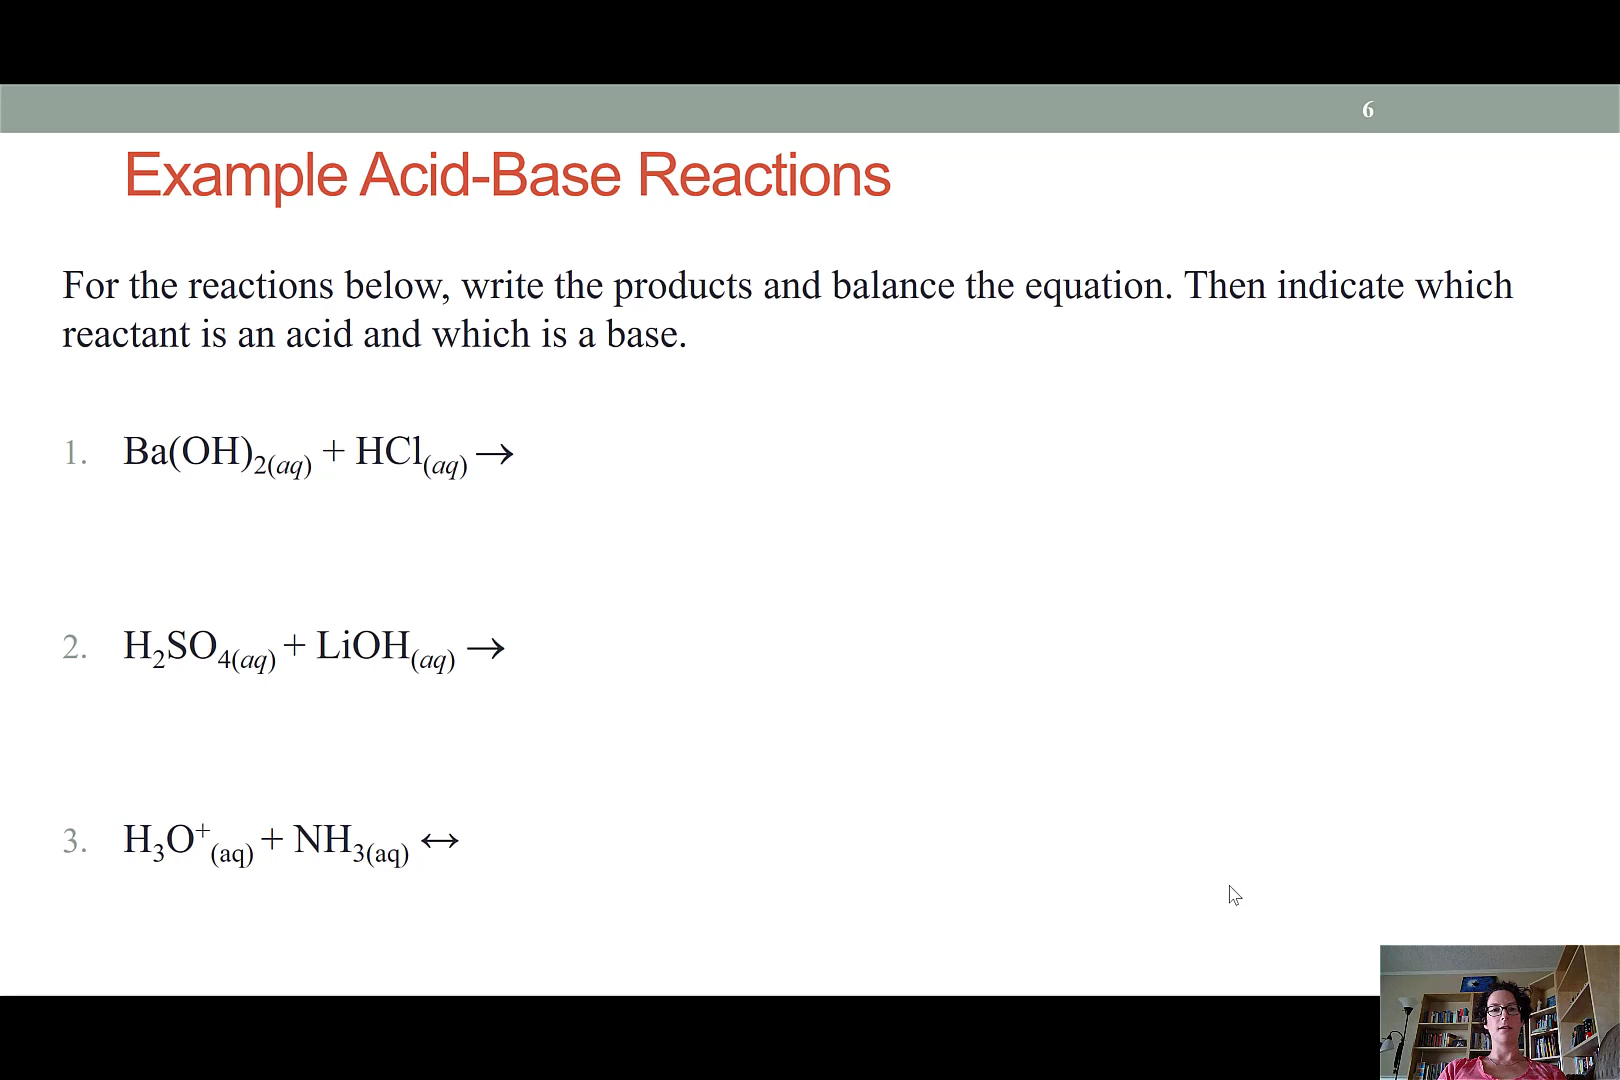 6
Example Acid-Base Reactions
For the reactions below, write the products and balance the equation. Then indicate which
reactant is an acid and which is a base.
1. Ba(OH)₂₍aq₎ + HCl₍aq₎ →
2. H₂SO₄₍aq₎ + LiOH₍aq₎ →
3. H₃O⁺₍aq₎ + NH₃₍aq₎ ↔